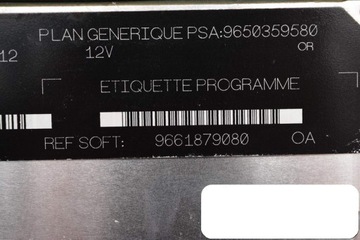 PLAN GENERIQUE PSA:9650359580
12 12V OR
ETIQUETTE PROGRAMME
REF SOFT: 9661879080 OA